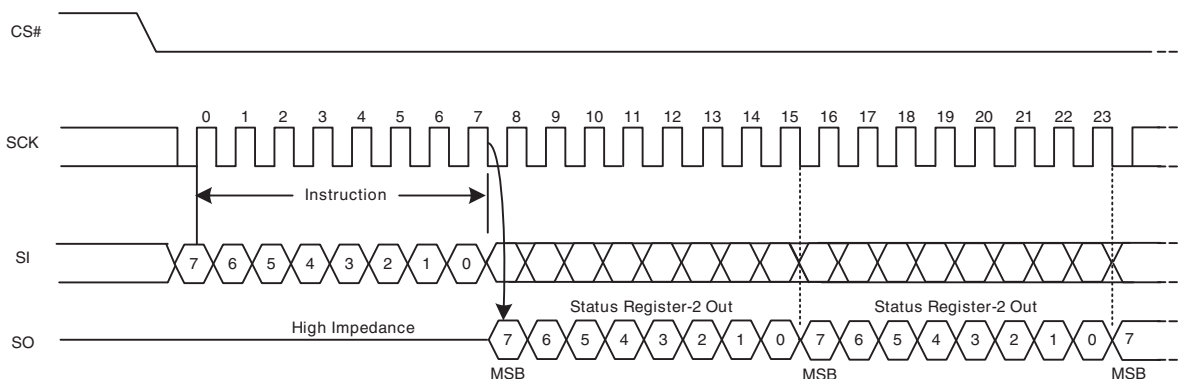 CS#
0 1 2 3 4 5 6 7 8 9 10 11 12 13 14 15 16 17 18 19 20 21 22 23
SCK
Instruction
SI 7 6 5 4 3 2 1 0
Status Register-2 Out Status Register-2 Out
High Impedance
SO 7 6 5 4 3 2 1 0 7 6 5 4 3 2 1 0 7
MSB MSB MSB